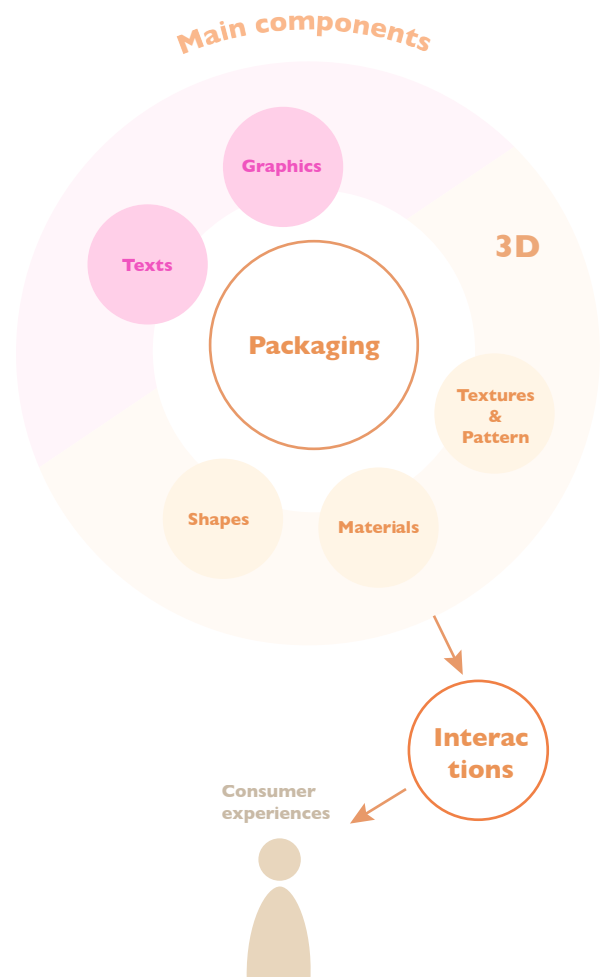 Main components
Graphics
Texts
3D
Packaging
Textures
&
Pattern
Shapes
Materials
Interac
tions
Consumer
experiences